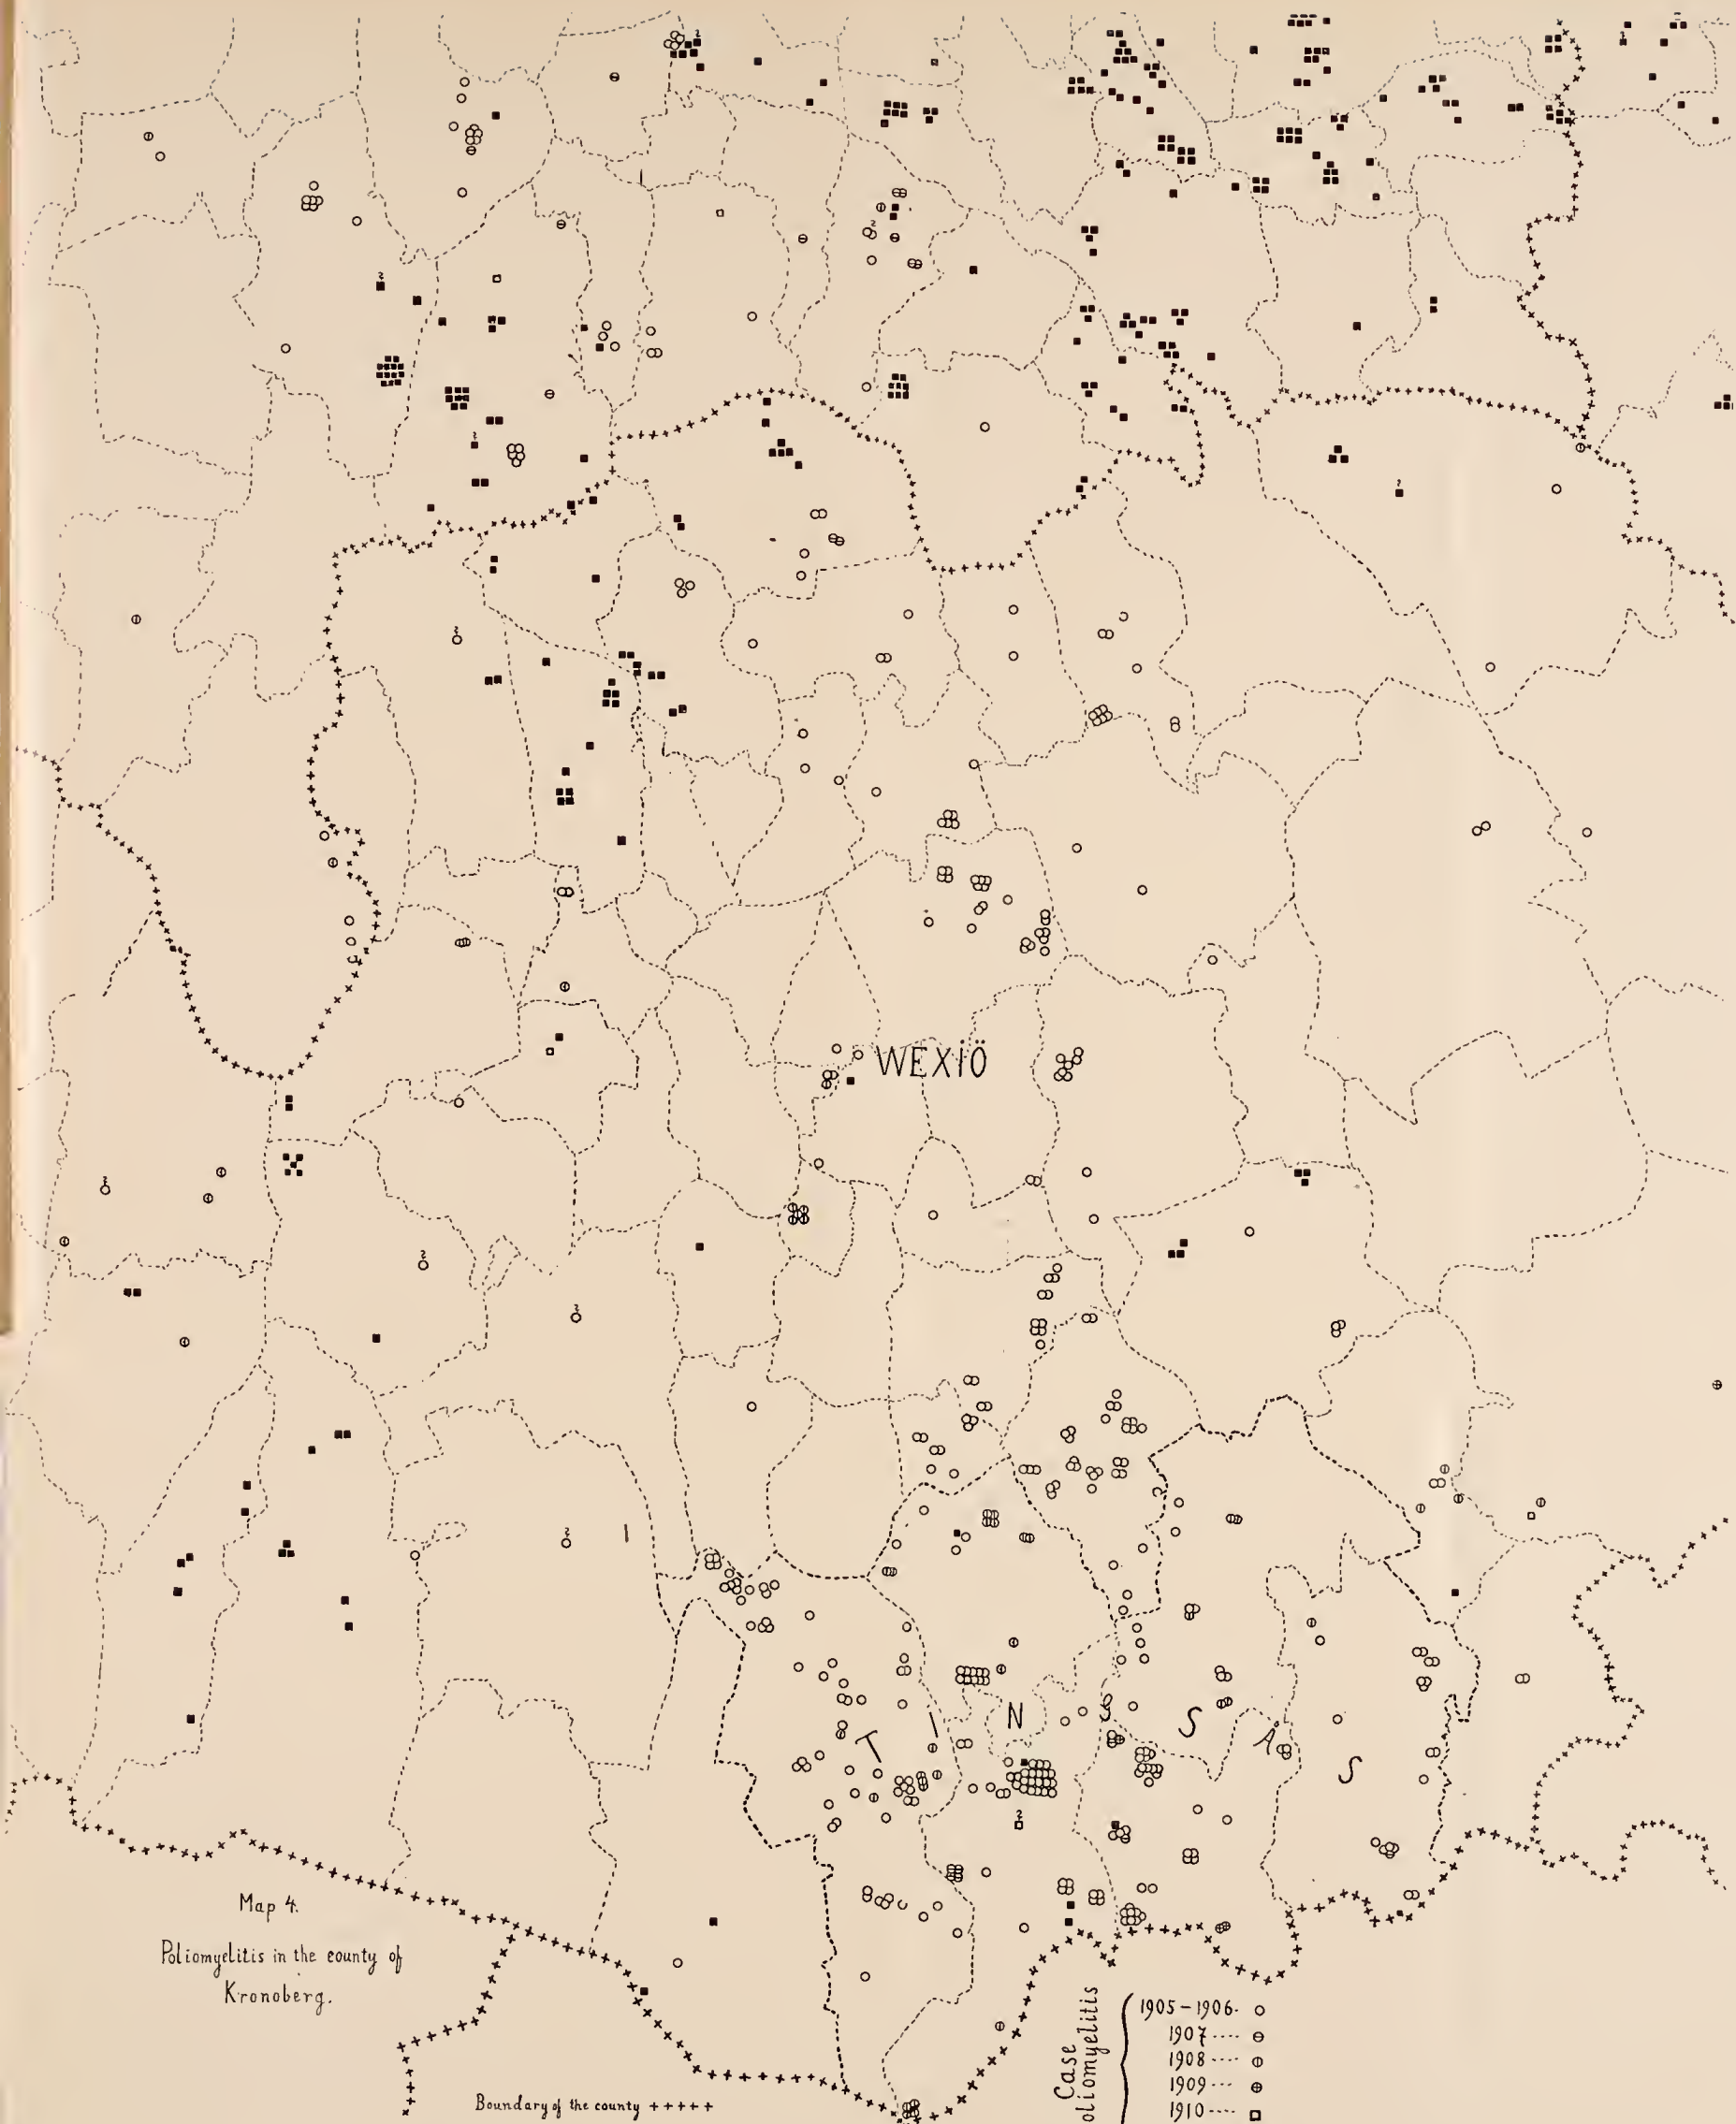 WEXIÖ
T I N G S Å S
Map 4.
Poliomyelitis in the county of
Kronoberg.
Boundary of the county +++++
Case
oliomyelitis
1905-1906-
1907----
1908----
1909---
1910---